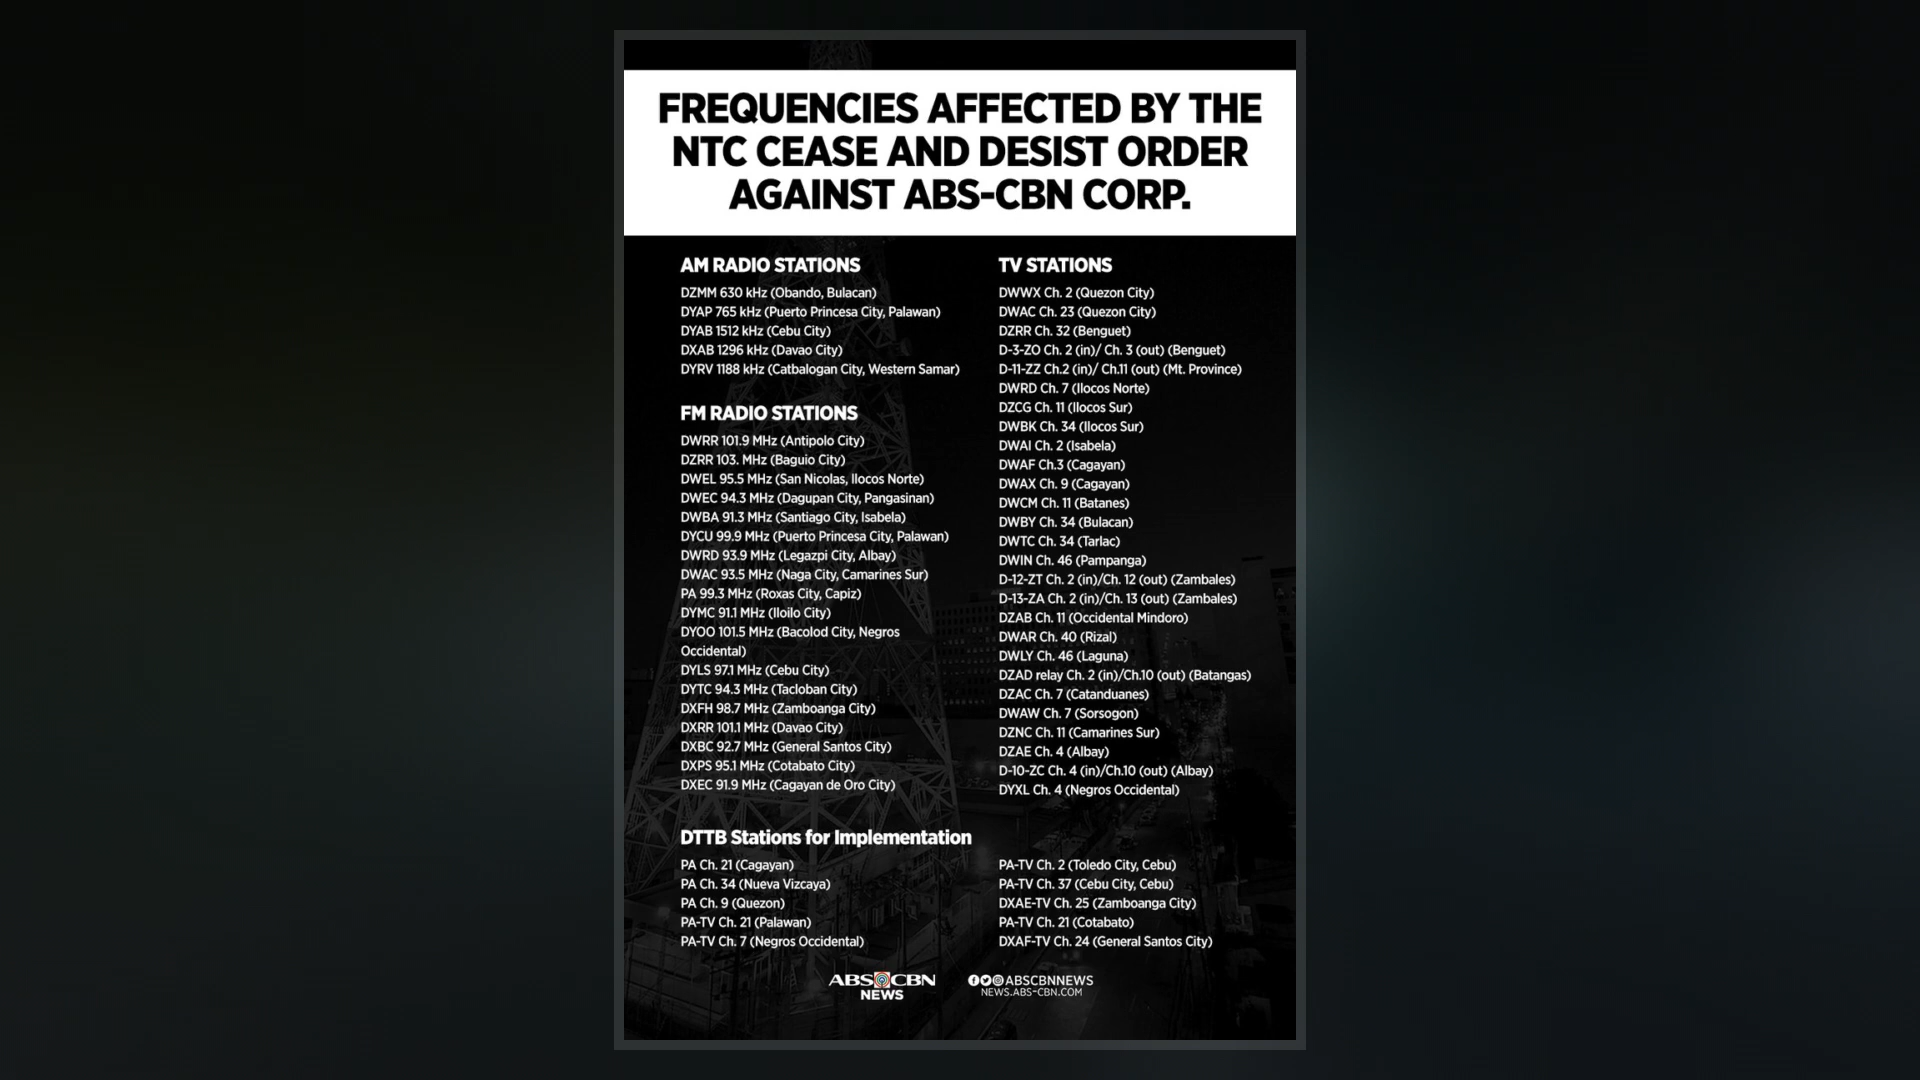 FREQUENCIES AFFECTED BY THE
NTC CEASE AND DESIST ORDER
AGAINST ABS-CBN CORP.
AM RADIO STATIONS
DZMM 630 kHz (Obando, Bulacan)
DYAP 765 kHz (Puerto Princesa City, Palawan)
DYAB 1512 kHz (Cebu City)
DXAB 1296 kHz (Davao City)
DYRV 1188 kHz (Catbalogan City, Western Samar)
FM RADIO STATIONS
DWRR 101.9 MHz (Antipolo City)
DZRR 103. MHz (Baguio City)
DWEL 95.5 MHz (San Nicolas, Ilocos Norte)
DWEC 94.3 MHz (Dagupan City, Pangasinan)
DWBA 91.3 MHz (Santiago City, Isabela)
DYCU 99.9 MHz (Puerto Princesa City, Palawan)
DWRD 93.9 MHz (Legazpi City, Albay)
DWAC 93.5 MHz (Naga City, Camarines Sur)
PA 99.3 MHz (Roxas City, Capiz)
DYMC 91.1 MHz (Iloilo City)
DYOO 101.5 MHz (Bacolod City, Negros
Occidental)
DYLS 97.1 MHz (Cebu City)
DYTC 94.3 MHz (Tacloban City)
DXFH 98.7 MHz (Zamboanga City)
DXRR 101.1 MHz (Davao City)
DXBC 92.7 MHz (General Santos City)
DXPS 95.1 MHz (Cotabato City)
DXEC 91.9 MHz (Cagayan de Oro City)
TV STATIONS
DWWX Ch. 2 (Quezon City)
DWAC Ch. 23 (Quezon City)
DZRR Ch. 32 (Benguet)
D-3-ZO Ch. 2 (in)/ Ch. 3 (out) (Benguet)
D-11-ZZ Ch.2 (in)/ Ch.11 (out) (Mt. Province)
DWRD Ch. 7 (Ilocos Norte)
DZCG Ch. 11 (Ilocos Sur)
DWBK Ch. 34 (Ilocos Sur)
DWAI Ch. 2 (Isabela)
DWAF Ch.3 (Cagayan)
DWAX Ch. 9 (Cagayan)
DWCM Ch. 11 (Batanes)
DWBY Ch. 34 (Bulacan)
DWTC Ch. 34 (Tarlac)
DWIN Ch. 46 (Pampanga)
D-12-ZT Ch. 2 (in)/Ch. 12 (out) (Zambales)
D-13-ZA Ch. 2 (in)/Ch. 13 (out) (Zambales)
DZAB Ch. 11 (Occidental Mindoro)
DWAR Ch. 40 (Rizal)
DWLY Ch. 46 (Laguna)
DZAD relay Ch. 2 (in)/Ch.10 (out) (Batangas)
DZAC Ch. 7 (Catanduanes)
DWAW Ch. 7 (Sorsogon)
DZNC Ch. 11 (Camarines Sur)
DZAE Ch. 4 (Albay)
D-10-ZC Ch. 4 (in)/Ch.10 (out) (Albay)
DYXL Ch. 4 (Negros Occidental)
DTTB Stations for Implementation
PA Ch. 21 (Cagayan)
PA Ch. 34 (Nueva Vizcaya)
PA Ch. 9 (Quezon)
PA-TV Ch. 21 (Palawan)
PA-TV Ch. 7 (Negros Occidental)
PA-TV Ch. 2 (Toledo City, Cebu)
PA-TV Ch. 37 (Cebu City, Cebu)
DXAE-TV Ch. 25 (Zamboanga City)
PA-TV Ch. 21 (Cotabato)
DXAF-TV Ch. 24 (General Santos City)
ABS CBN
NEWS
ABSCBNNEWS
NEWS.ABS-CBN.COM